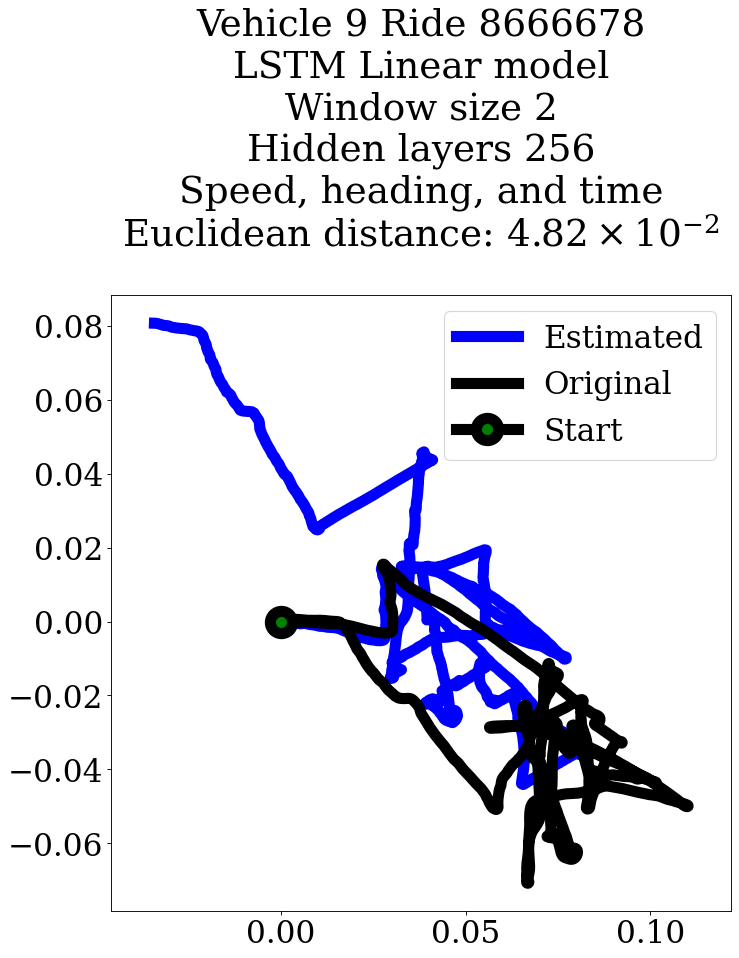 Vehicle 9 Ride 8666678
LSTM Linear model
Window size 2
Hidden layers 256
Speed, heading, and time
Euclidean distance: 4.82 × 10⁻²
Estimated
Original
Start
0.08
0.06
0.04
0.02
0.00
−0.02
−0.04
−0.06
0.00 0.05 0.10